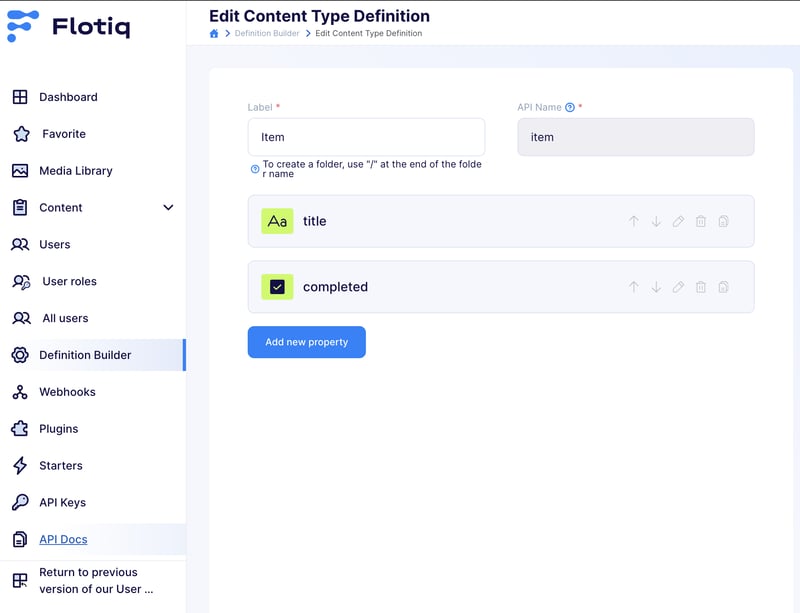 Flotiq
Edit Content Type Definition
Definition Builder
Edit Content Type Definition
Dashboard
Favorite
Media Library
Content
Users
User roles
All users
Definition Builder
Webhooks
Plugins
Starters
API Keys
API Docs
Return to previous
version of our User ...
Label *
API Name *
Item
item
To create a folder, use "/" at the end of the folde
r name
Aa title
completed
Add new property